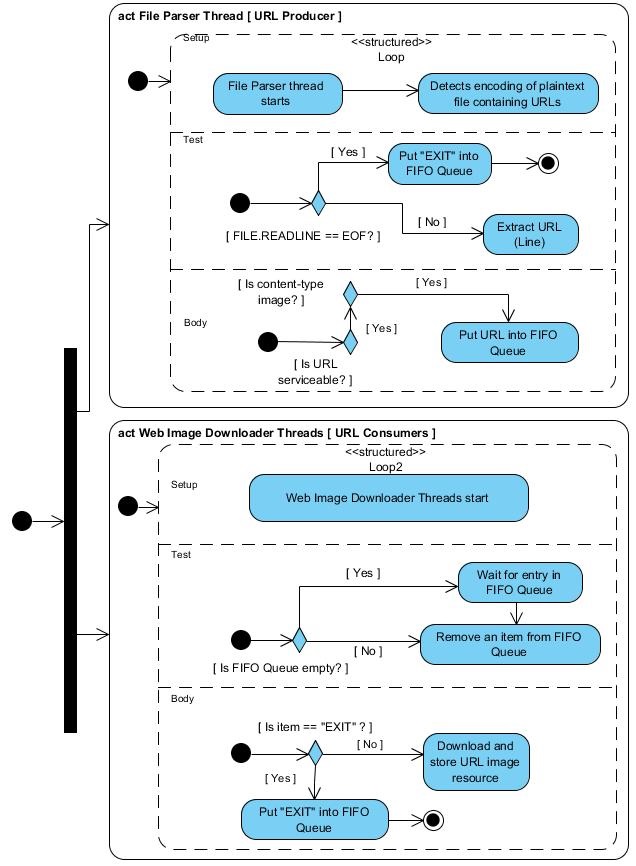 act File Parser Thread [ URL Producer ]
Setup
<<structured>>
Loop
File Parser thread
starts
Detects encoding of plaintext
file containing URLs
Test
[ Yes ]
Put "EXIT" into
FIFO Queue
[ FILE.READLINE == EOF? ]
[ No ]
Extract URL
(Line)
[ Is content-type
image? ]
[ Yes ]
Body
[ Yes ]
Put URL into FIFO
Queue
[ Is URL
serviceable? ]
act Web Image Downloader Threads [ URL Consumers ]
<<structured>>
Loop2
Setup
Web Image Downloader Threads start
Test
[ Yes ]
Wait for entry in
FIFO Queue
[ No ]
Remove an item from FIFO
Queue
[ Is FIFO Queue empty? ]
Body
[ Is item == "EXIT" ? ]
[ No ]
Download and
store URL image
resource
[ Yes ]
Put "EXIT" into FIFO
Queue